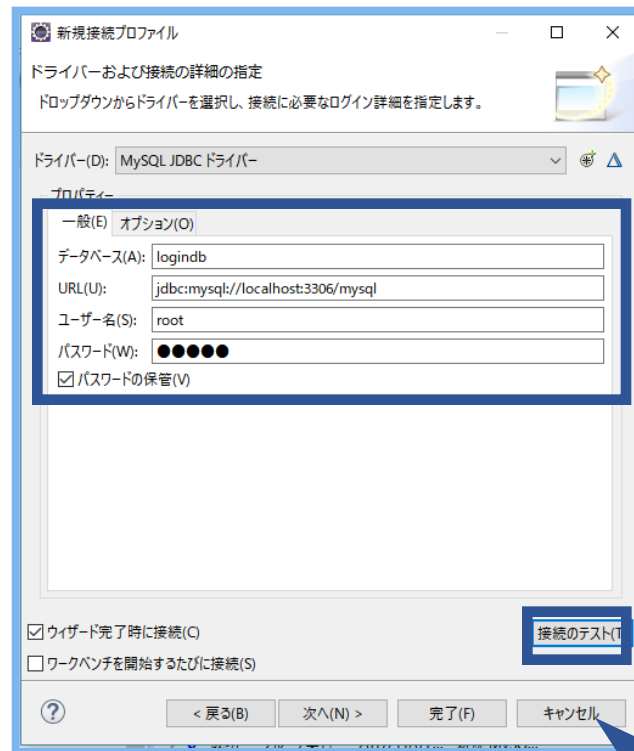 新規接続プロファイル
ドライバーおよび接続の詳細の指定
ドロップダウンからドライバーを選択し、接続に必要なログイン詳細を指定します。
ドライバー(D): MySQL JDBC ドライバー
プロパティー
一般(E) オプション(O)
データベース(A): logindb
URL(U): jdbc:mysql://localhost:3306/mysql
ユーザー名(S): root
パスワード(W): ●●●●●
パスワードの保管(V)
ウィザード完了時に接続(C)
接続のテスト(T
ワークベンチを開始するたびに接続(S)
< 戻る(B) 次へ(N) > 完了(F) キャンセル